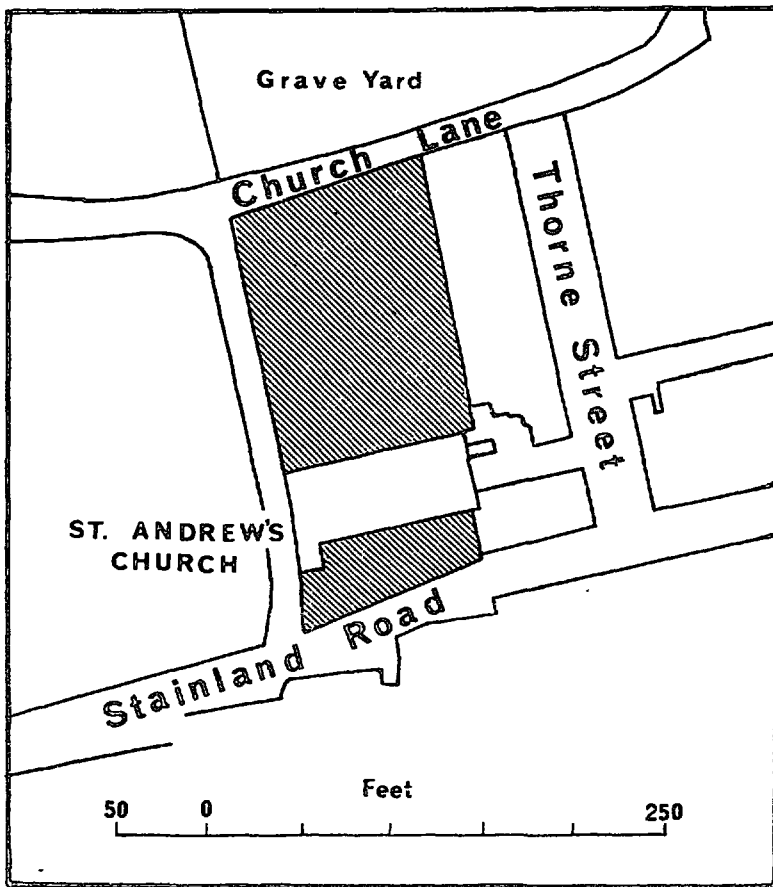 Grave Yard
Church Lane
Thorne Street
ST. ANDREW'S
CHURCH
Stainland Road
Feet
50 0 250